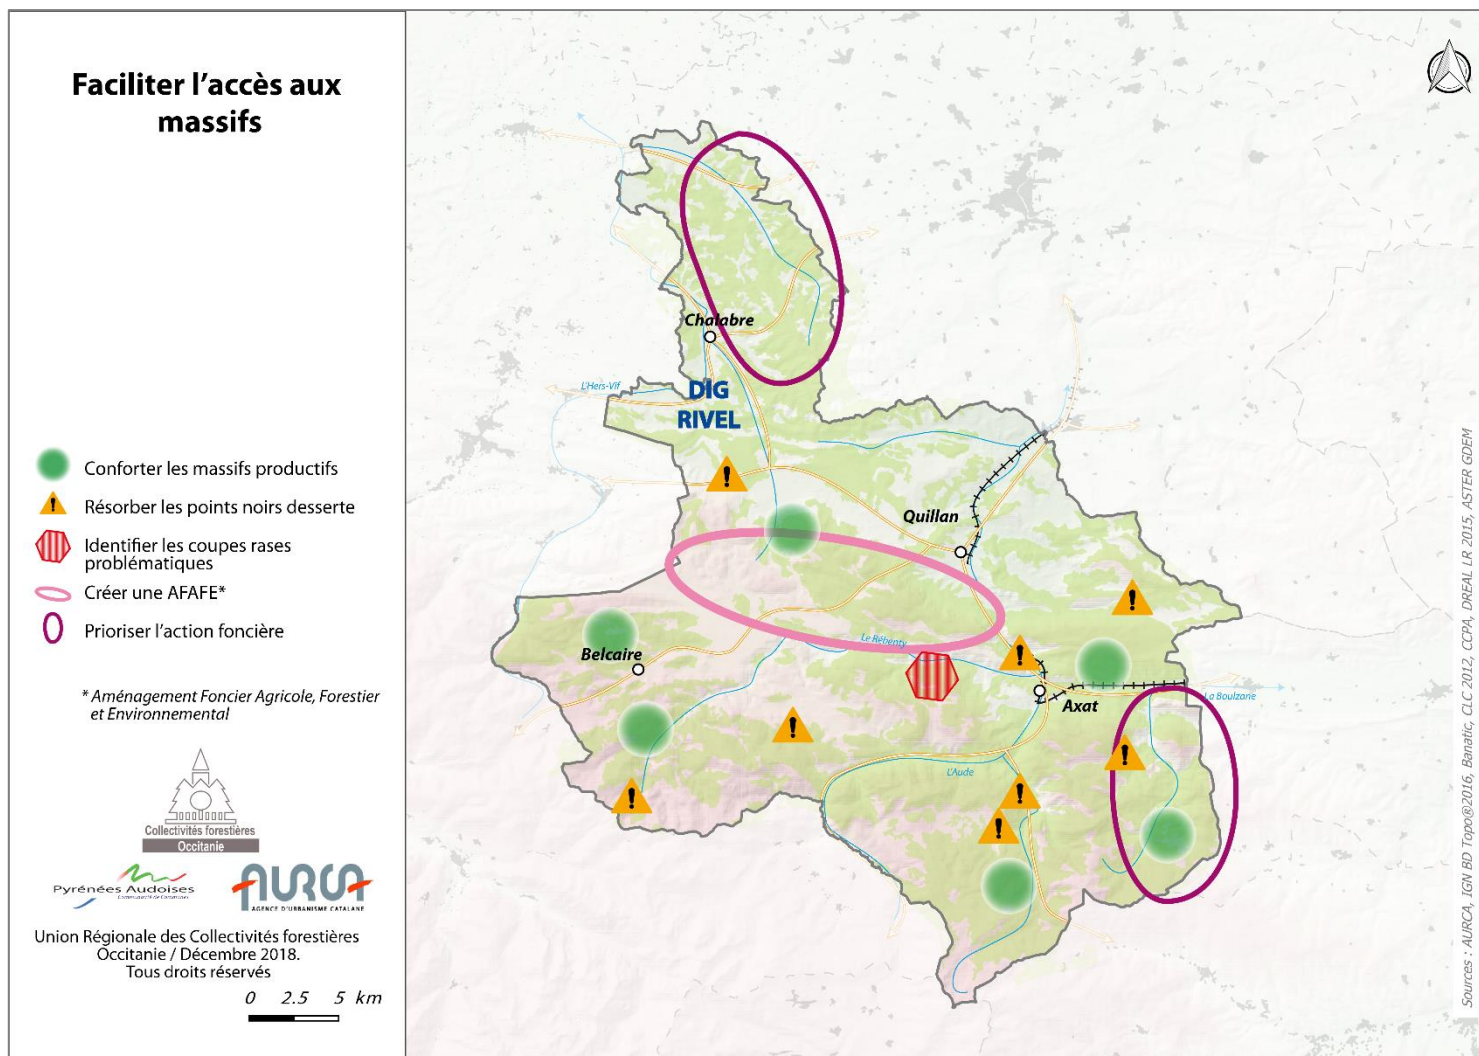 Faciliter l'accès aux
massifs
Conforter les massifs productifs
Résorber les points noirs desserte
Identifier les coupes rases
problématiques
Créer une AFAFE*
Prioriser l'action foncière
* Aménagement Foncier Agricole, Forestier
et Environnemental
Collectivités forestières
Occitanie
Pyrénées Audoises
Communauté de Communes
AURCA
AGENCE D'URBANISME CATALANE
Union Régionale des Collectivités forestières
Occitanie / Décembre 2018.
Tous droits réservés
0 2.5 5 km
Chalabre
L'Hers-Vif
DIG
RIVEL
Quillan
Le Rébenty
Belcaire
La Boulzane
Axat
L'Aude
Sources : AURCA, IGN BD Topo®2016, Banatic, CLC 2012, CCPA, DREAL LR 2015, ASTER GDEM